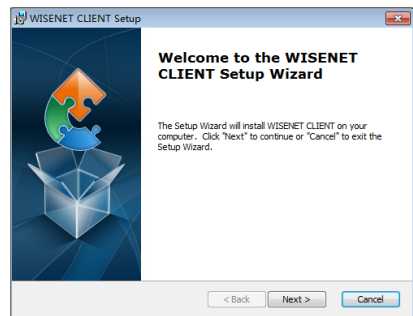 WISENET CLIENT Setup
Welcome to the WISENET
CLIENT Setup Wizard
The Setup Wizard will install WISENET CLIENT on your
computer. Click "Next" to continue or "Cancel" to exit the
Setup Wizard.
< Back Next > Cancel